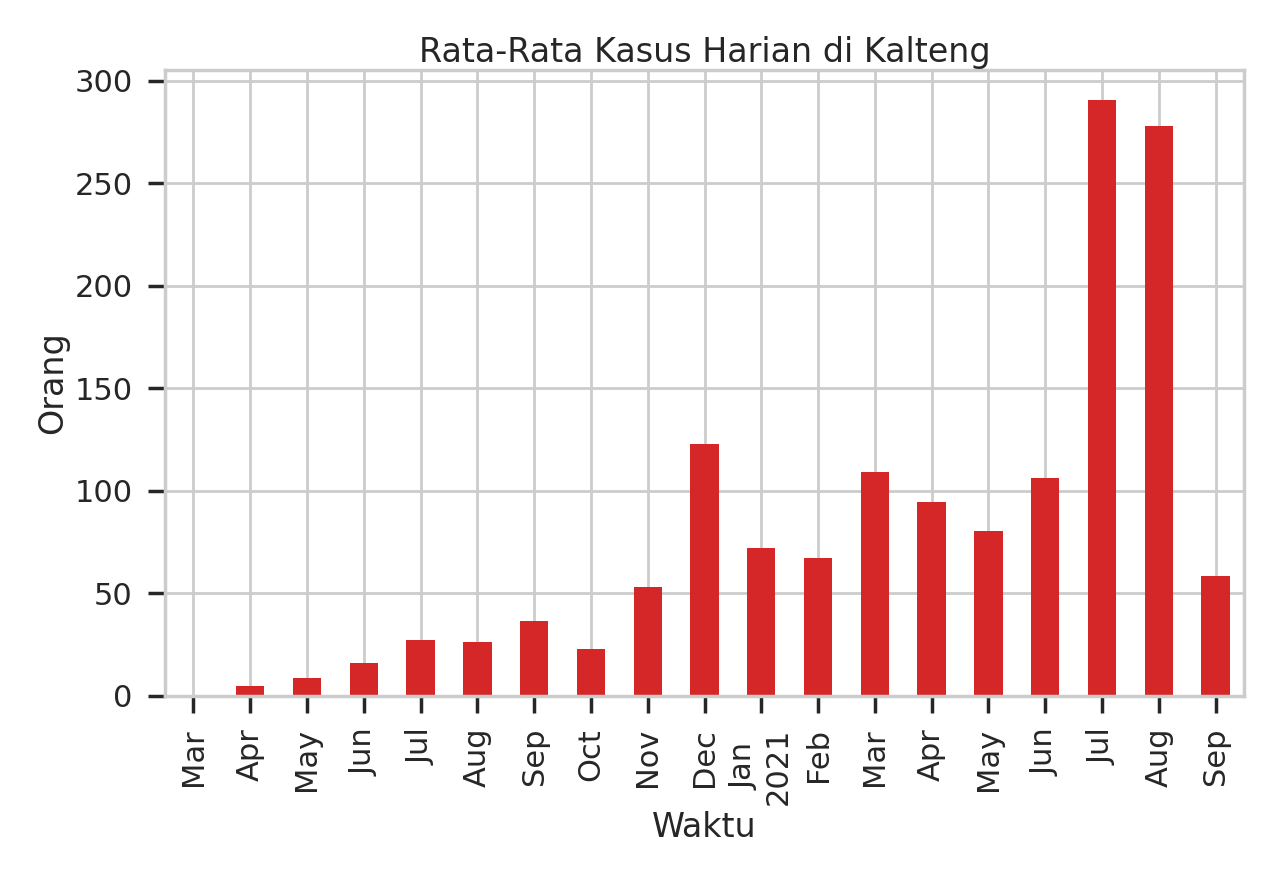 Rata-Rata Kasus Harian di Kalteng
300
250
200
150
100
50
0
Orang
Mar
Apr
May
Jun
Jul
Aug
Sep
Oct
Nov
Dec
Jan
2021
Feb
Mar
Apr
May
Jun
Jul
Aug
Sep
Waktu